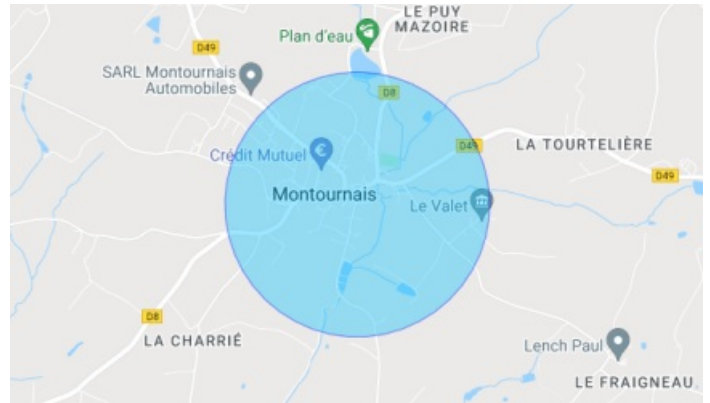 LE PUY
MAZOIRE
Plan d'eau
D49
SARL Montournais
Automobiles
D8
Crédit Mutuel
D49
LA TOURTELIÈRE
D49
Montournais
Le Valet
D8
LA CHARRIÉ
Lench Paul
LE FRAIGNEAU